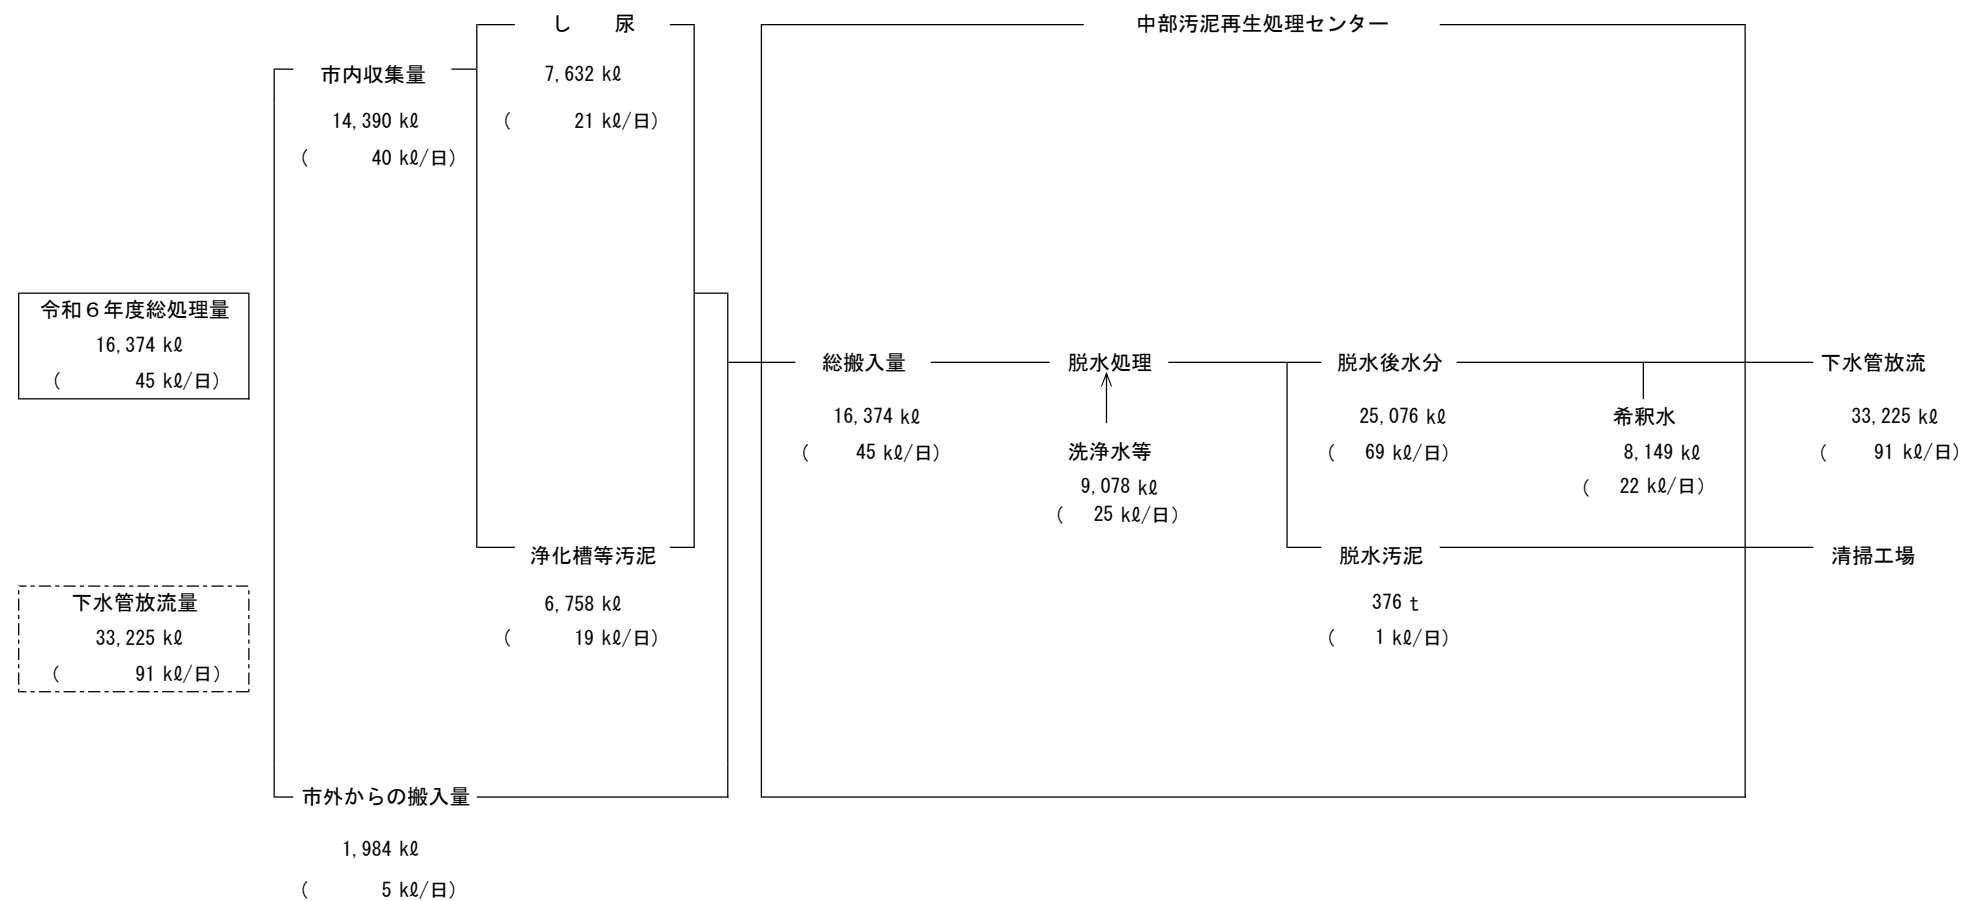 令和６年度総処理量
16,374 kℓ
( 45 kℓ/日)
下水管放流量
33,225 kℓ
( 91 kℓ/日)
市内収集量
14,390 kℓ
( 40 kℓ/日)
市外からの搬入量
1,984 kℓ
( 5 kℓ/日)
し　　尿
7,632 kℓ
( 21 kℓ/日)
浄化槽等汚泥
6,758 kℓ
( 19 kℓ/日)
中部汚泥再生処理センター
総搬入量
16,374 kℓ
( 45 kℓ/日)
脱水処理
洗浄水等
9,078 kℓ
( 25 kℓ/日)
脱水後水分
25,076 kℓ
( 69 kℓ/日)
脱水汚泥
376 t
( 1 kℓ/日)
希釈水
8,149 kℓ
( 22 kℓ/日)
下水管放流
33,225 kℓ
( 91 kℓ/日)
清掃工場